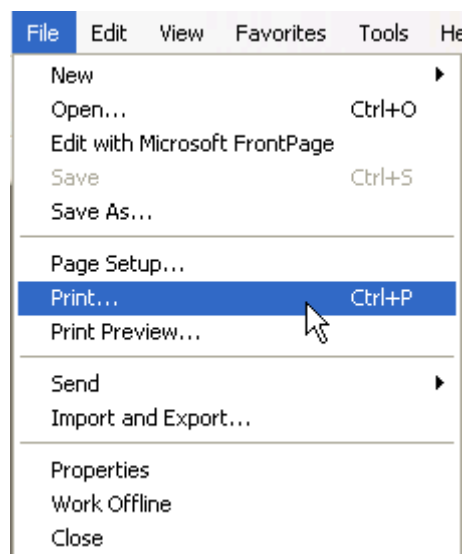 File Edit View Favorites Tools He
New
Open... Ctrl+O
Edit with Microsoft FrontPage
Save Ctrl+S
Save As...
Page Setup...
Print... Ctrl+P
Print Preview...
Send
Import and Export...
Properties
Work Offline
Close